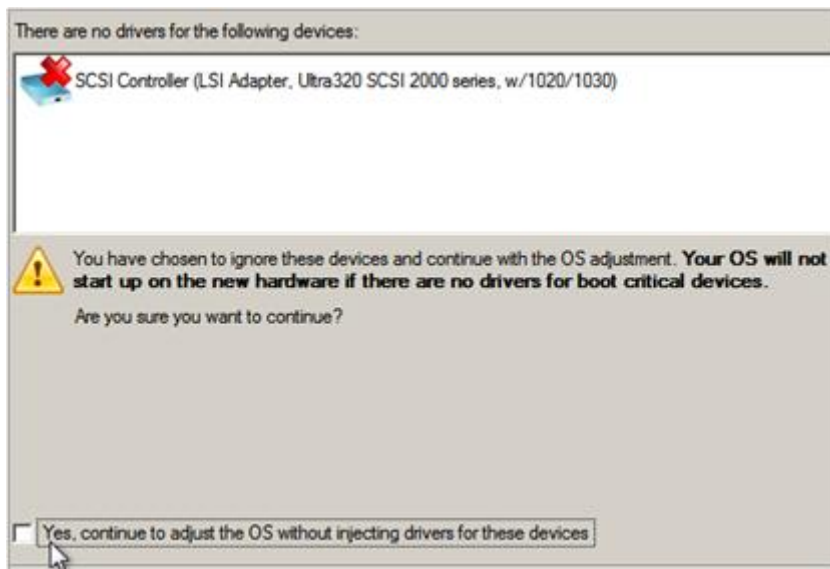 There are no drivers for the following devices:
SCSI Controller (LSI Adapter, Ultra320 SCSI 2000 series, w/1020/1030)
You have chosen to ignore these devices and continue with the OS adjustment. Your OS will not
start up on the new hardware if there are no drivers for boot critical devices.
Are you sure you want to continue?
Yes, continue to adjust the OS without injecting drivers for these devices